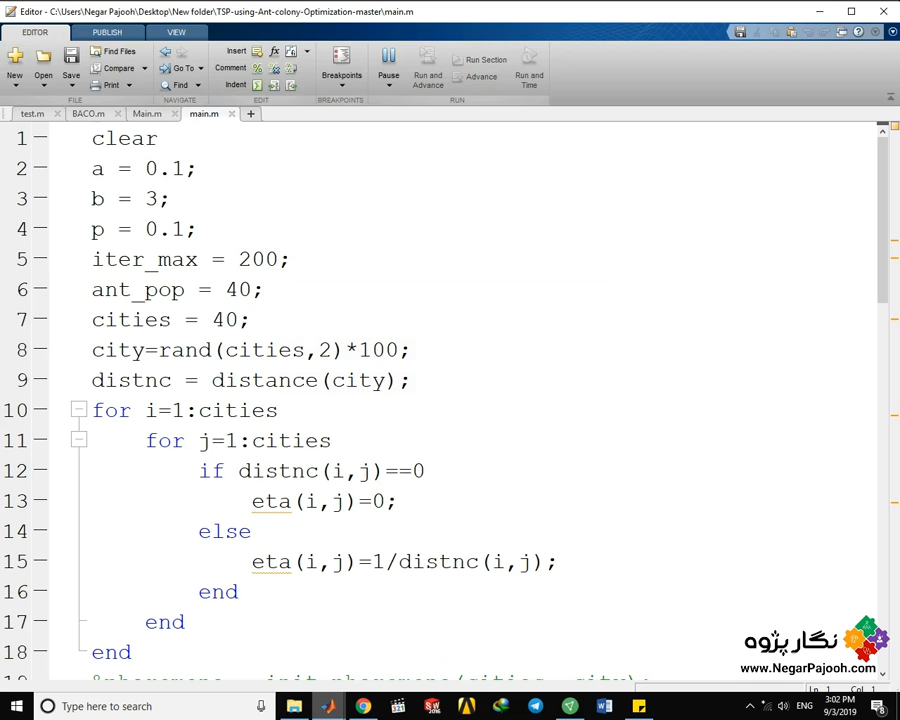 Editor - C:\Users\Negar Pajooh\Desktop\New folder\TSP-using-Ant-colony-Optimization-master\main.m
EDITOR PUBLISH VIEW
New Open Save Find Files Compare Print
FILE
Go To Find
NAVIGATE
Insert fx
Comment
Indent
EDIT
Breakpoints
BREAKPOINTS
Pause Run and Advance Run Section Advance Run and Time
RUN
test.m BACO.m Main.m main.m
1 clear
2 a = 0.1;
3 b = 3;
4 p = 0.1;
5 iter_max = 200;
6 ant_pop = 40;
7 cities = 40;
8 city=rand(cities,2)*100;
9 distnc = distance(city);
10 for i=1:cities
11 for j=1:cities
12 if distnc(i,j)==0
13 eta(i,j)=0;
14 else
15 eta(i,j)=1/distnc(i,j);
16 end
17 end
18 end
نگار پژوه
www.NegarPajooh.com
Type here to search
3:02 PM
9/3/2019